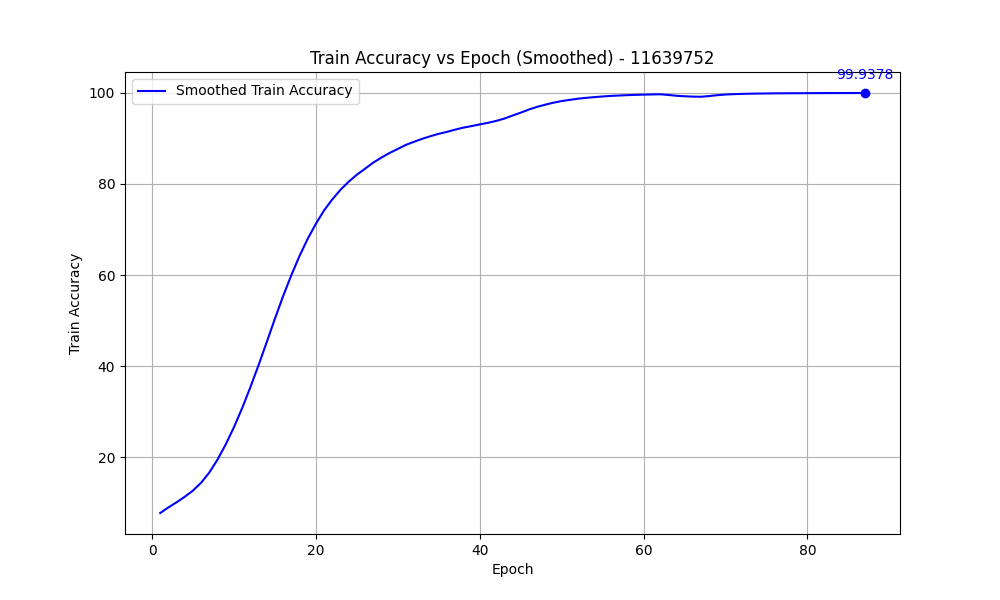 Train Accuracy vs Epoch (Smoothed) - 11639752
99.9378
Smoothed Train Accuracy
100
80
60
40
20
Train Accuracy
0 20 40 60 80
Epoch